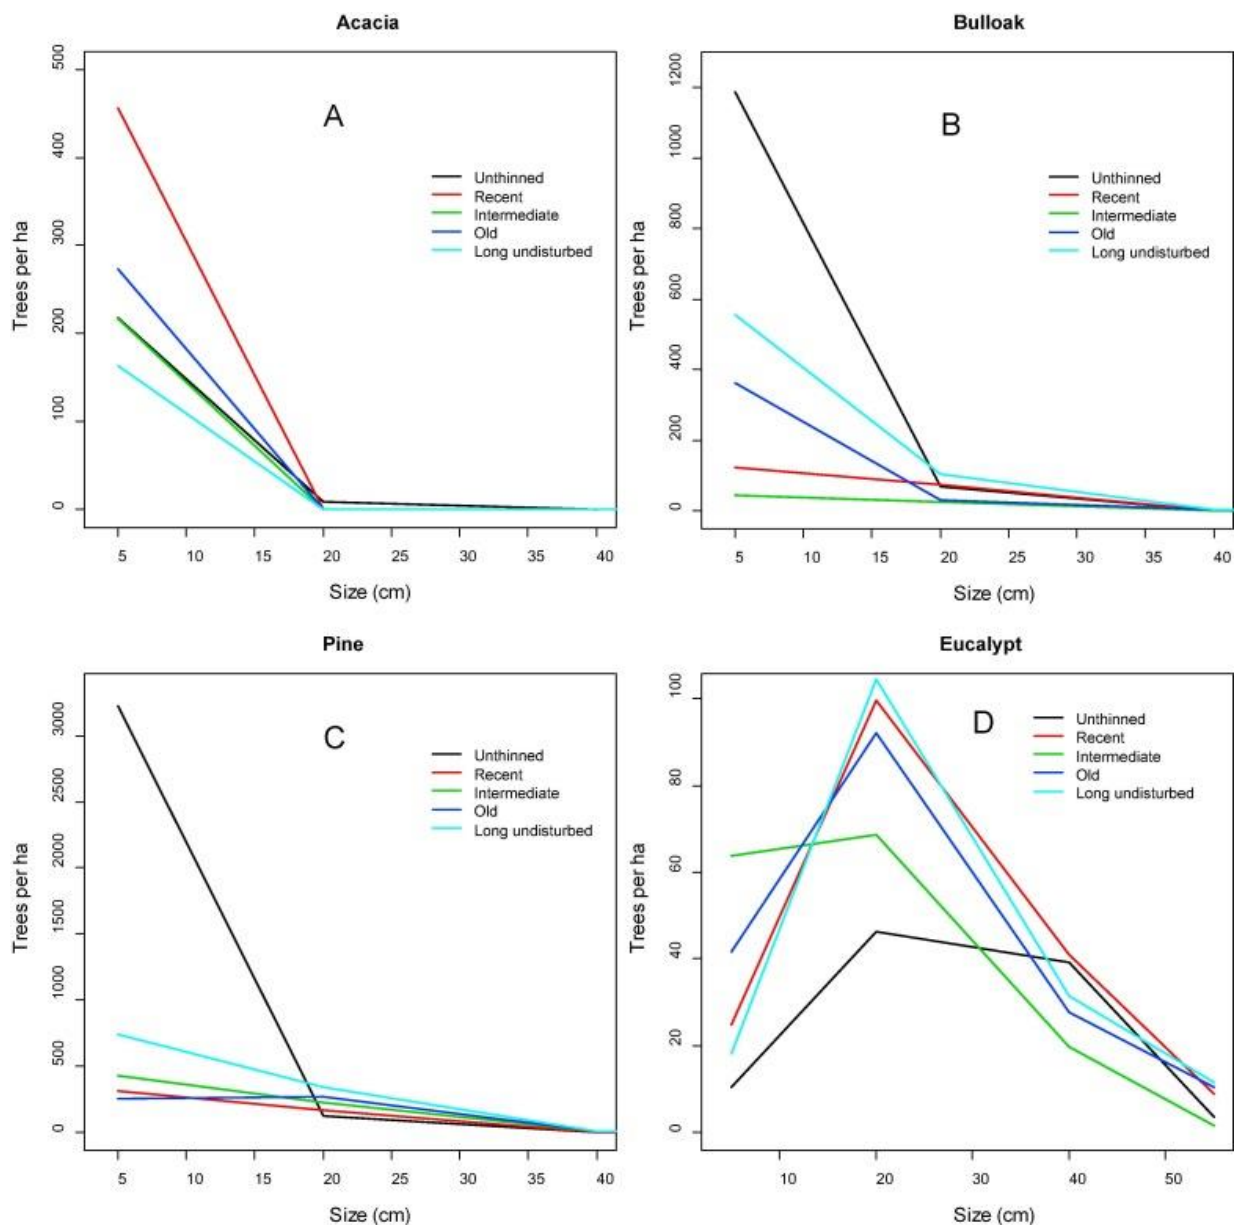 Acacia
A
Trees per ha
0
100
200
300
400
500
Unthinned
Recent
Intermediate
Old
Long undisturbed
5 10 15 20 25 30 35 40
Size (cm)
Bulloak
B
Trees per ha
0
200
400
600
800
1000
1200
Unthinned
Recent
Intermediate
Old
Long undisturbed
5 10 15 20 25 30 35 40
Size (cm)
Pine
C
Trees per ha
0
500
1000
1500
2000
2500
3000
Unthinned
Recent
Intermediate
Old
Long undisturbed
5 10 15 20 25 30 35 40
Size (cm)
Eucalypt
D
Trees per ha
0
20
40
60
80
100
Unthinned
Recent
Intermediate
Old
Long undisturbed
10 20 30 40 50
Size (cm)